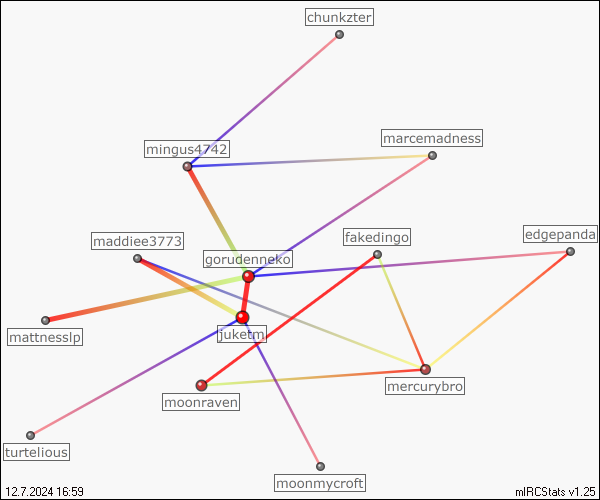 chunkzter
marcemadness
mingus4742
edgepanda
fakedingo
maddiee3773
gorudenneko
mattnesslp
juketm
mercurybro
moonraven
turtelious
moonmycroft
12.7.2024 16:59
mIRCStats v1.25